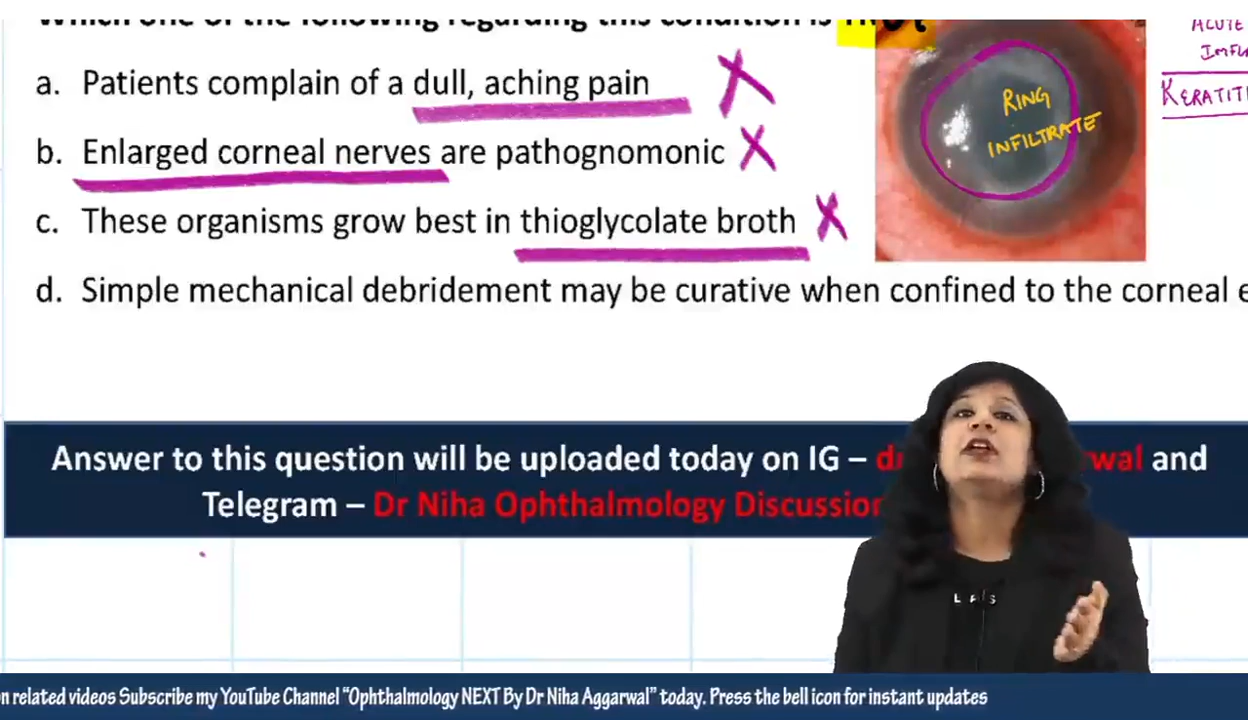 a. Patients complain of a dull, aching pain X
b. Enlarged corneal nerves are pathognomonic X
c. These organisms grow best in thioglycolate broth X
d. Simple mechanical debridement may be curative when confined to the corneal
RING
INFILTRATE
ACUTE
Answer to this question will be uploaded today on IG – and
Telegram – Dr Niha Ophthalmology
related videos Subscribe my YouTube Channel "Ophthalmology NEXT By Dr Niha Aggarwal" today. Press the bell icon for instant updates